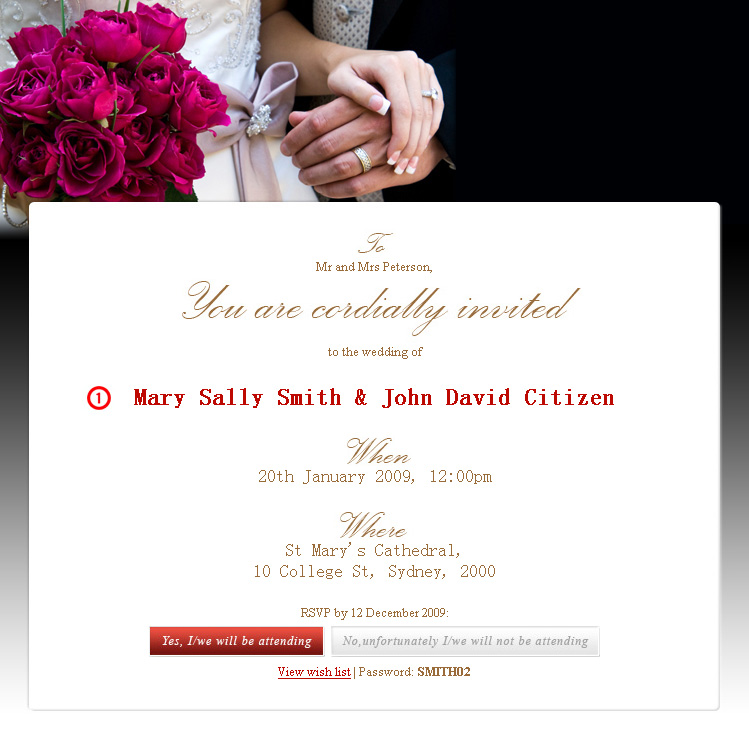 To
Mr and Mrs Peterson,
You are cordially invited
to the wedding of
1 Mary Sally Smith & John David Citizen
When
20th January 2009, 12:00pm
Where
St Mary's Cathedral,
10 College St, Sydney, 2000
RSVP by 12 December 2009:
Yes, I/we will be attending No,unfortunately I/we will not be attending
View wish list | Password: SMITH02